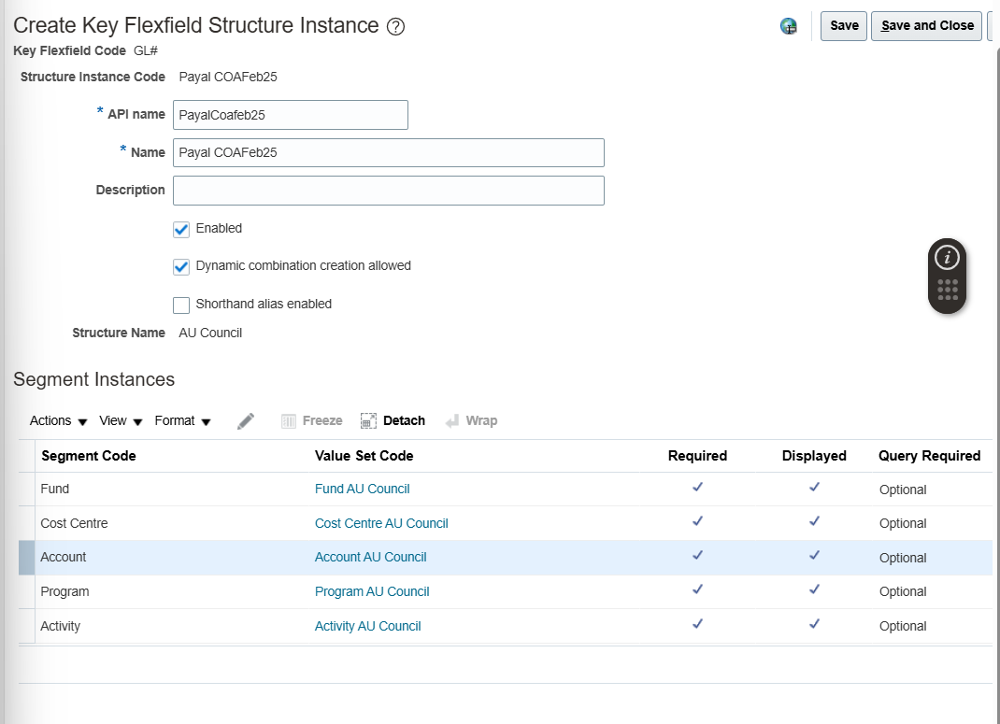 Create Key Flexfield Structure Instance
Save
Save and Close
Key Flexfield Code GL#
Structure Instance Code Payal COAFeb25
* API name PayalCoafeb25
* Name Payal COAFeb25
Description
Enabled
Dynamic combination creation allowed
Shorthand alias enabled
Structure Name AU Council
Segment Instances
Actions View Format Freeze Detach Wrap
Segment Code Value Set Code Required Displayed Query Required
Fund Fund AU Council Optional
Cost Centre Cost Centre AU Council Optional
Account Account AU Council Optional
Program Program AU Council Optional
Activity Activity AU Council Optional